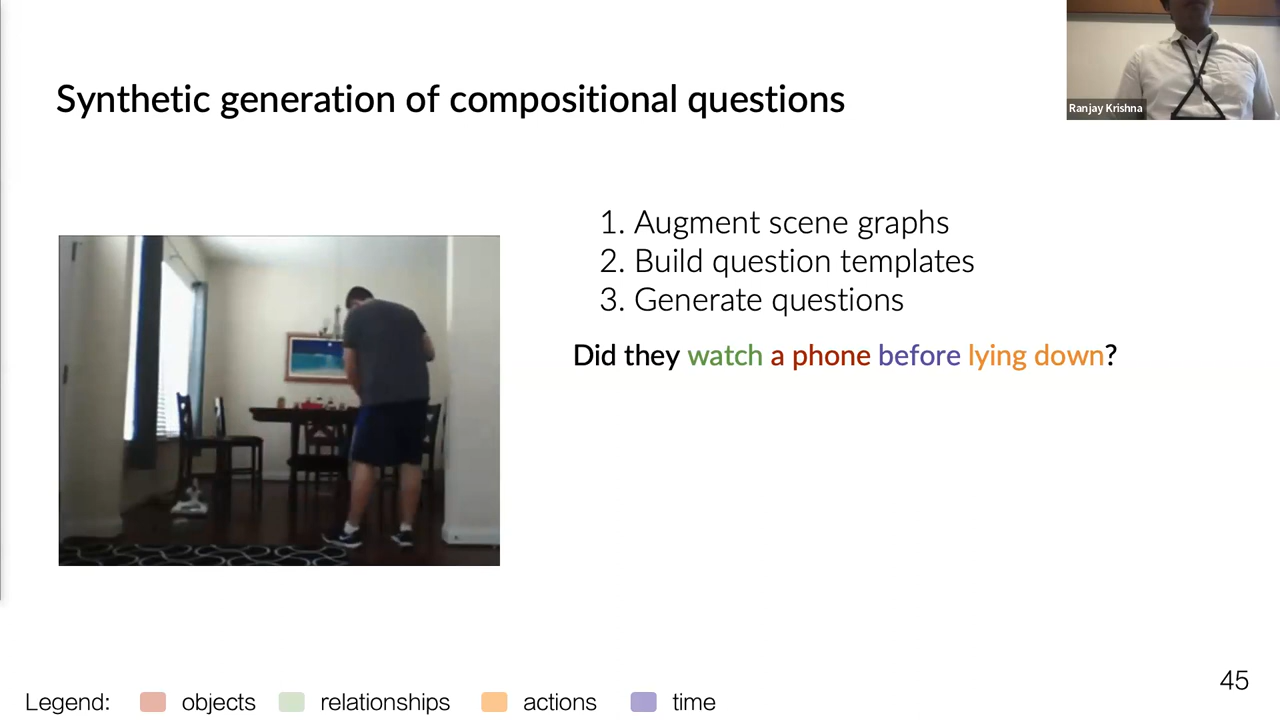 Synthetic generation of compositional questions
Ranjay Krishna
1. Augment scene graphs
2. Build question templates
3. Generate questions
Did they watch a phone before lying down?
45
Legend: objects relationships actions time